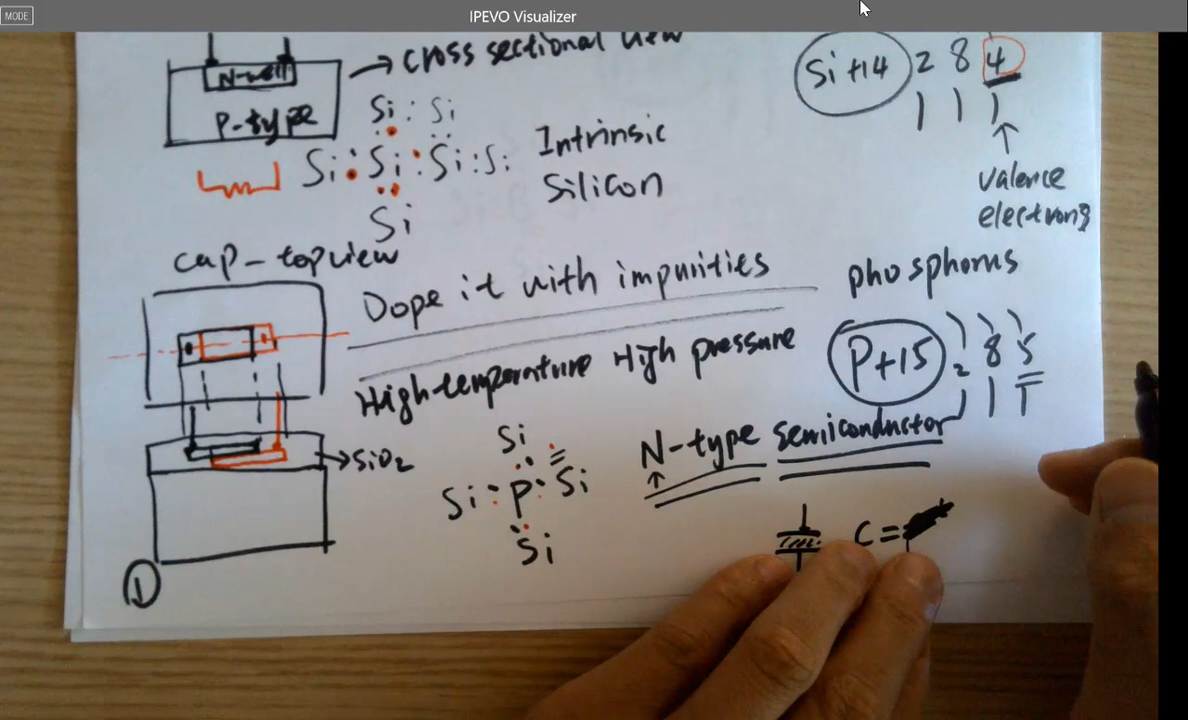 MODE
IPEVO Visualizer
cross sectional view
N-well
P-type
Si : Si
Si : Si : Si : Si
Si
Intrinsic
Silicon
Si +14 2 8 4
valence
electrons
cap-topview
Dope it with impurities
phosphorus
High-temperature High pressure
P+15 2 8 5
N-type semiconductor
SiO2
Si
Si : P : Si
Si
C =
1